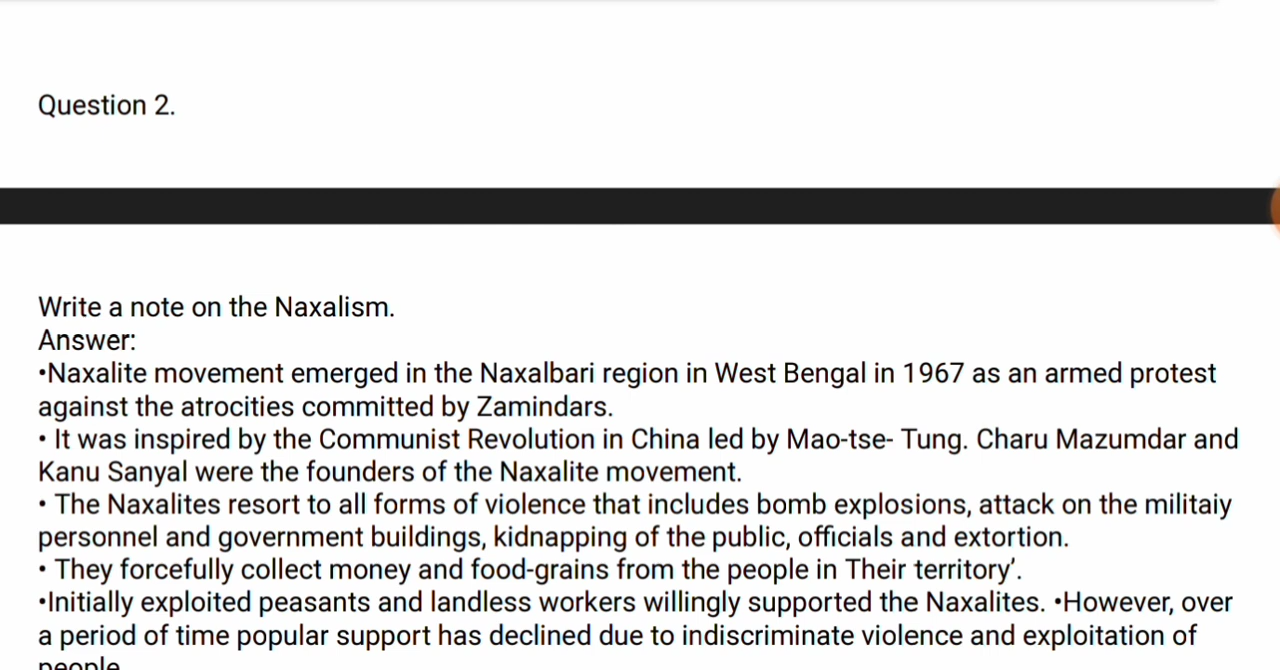 Question 2.
Write a note on the Naxalism.
Answer:
•Naxalite movement emerged in the Naxalbari region in West Bengal in 1967 as an armed protest
against the atrocities committed by Zamindars.
• It was inspired by the Communist Revolution in China led by Mao-tse- Tung. Charu Mazumdar and
Kanu Sanyal were the founders of the Naxalite movement.
• The Naxalites resort to all forms of violence that includes bomb explosions, attack on the militaiy
personnel and government buildings, kidnapping of the public, officials and extortion.
• They forcefully collect money and food-grains from the people in Their territory’.
•Initially exploited peasants and landless workers willingly supported the Naxalites. •However, over
a period of time popular support has declined due to indiscriminate violence and exploitation of
people